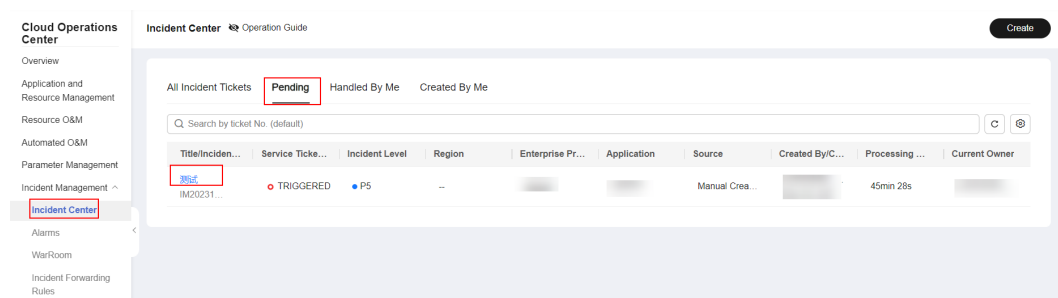 Cloud Operations
Center
Incident Center Operation Guide
Create
Overview
Application and
Resource Management
Resource O&M
Automated O&M
Parameter Management
Incident Management
Incident Center
Alarms
WarRoom
Incident Forwarding
Rules
All Incident Tickets Pending Handled By Me Created By Me
Search by ticket No. (default)
Title/Inciden... Service Ticke... Incident Level Region Enterprise Pr... Application Source Created By/C... Processing ... Current Owner
测试
IM20231...
TRIGGERED P5 -- Manual Crea... 45min 28s